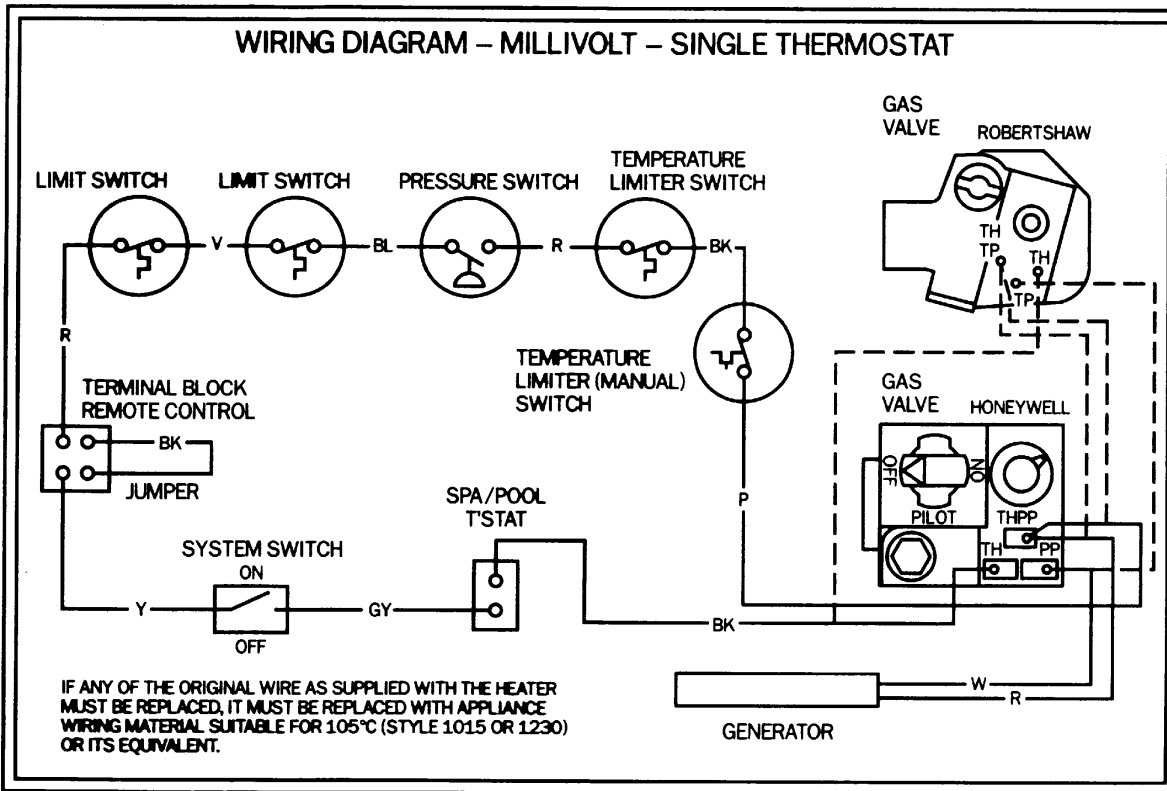 WIRING DIAGRAM – MILLIVOLT – SINGLE THERMOSTAT
GAS
VALVE
ROBERTSHAW
LIMIT SWITCH
LIMIT SWITCH
PRESSURE SWITCH
TEMPERATURE
LIMITER SWITCH
V
BL
R
BK
TH
TP
TH
TP
R
TEMPERATURE
LIMITER (MANUAL)
SWITCH
GAS
VALVE
HONEYWELL
TERMINAL BLOCK
REMOTE CONTROL
BK
JUMPER
OFF
NO
PILOT
THPP
TH
PP
P
SPA/POOL
T'STAT
SYSTEM SWITCH
ON
Y
GY
OFF
BK
W
R
GENERATOR
IF ANY OF THE ORIGINAL WIRE AS SUPPLIED WITH THE HEATER
MUST BE REPLACED, IT MUST BE REPLACED WITH APPLIANCE
WIRING MATERIAL SUITABLE FOR 105°C (STYLE 1015 OR 1230)
OR ITS EQUIVALENT.